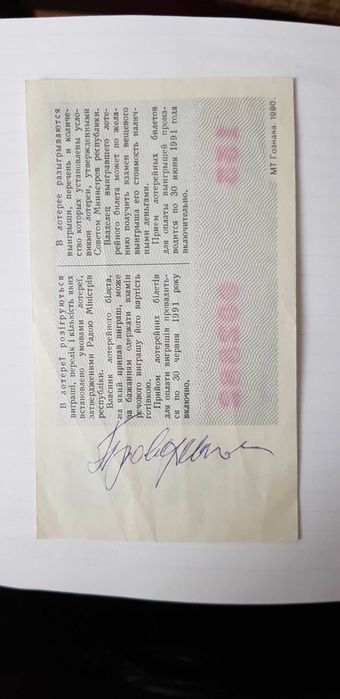 В лотереї розігруються
виграші, перелік і кількість яких
встановлено умовами лотереї,
затвердженими Радою Міністрів
республіки.
Власник лотерейного білета,
на який припав виграш, може
за бажанням одержати взамін
речового виграшу його вартість
готівкою.
Прийом лотерейних білетів
для оплати виграшів провадить-
ся по 30 червня 1991 року
включно.
В лотерее разыгрываются
выигрыши, перечень и количе-
ство которых установлены усло-
виями лотереи, утвержденными
Советом Министров республики.
Владелец выигравшего лоте-
рейного билета может по жела-
нию получить взамен вещевого
выигрыша его стоимость налич-
ными деньгами.
Прием лотерейных билетов
для оплаты выигрышей произ-
водится по 30 июня 1991 года
включительно.
МТ Гознака. 1990.